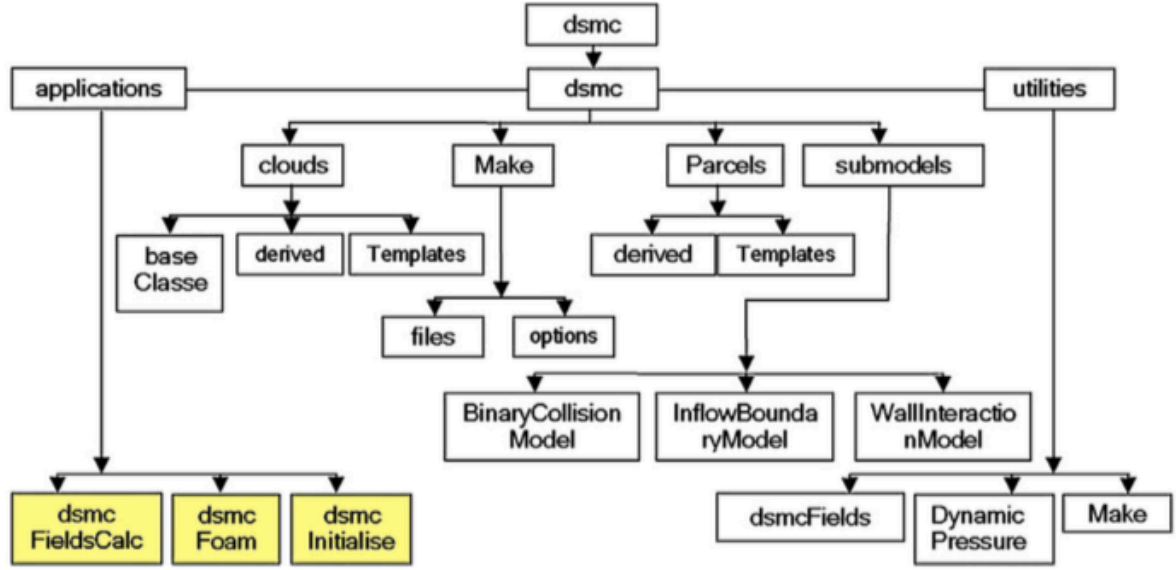 dsmc
applications
dsmc
utilities
clouds
Make
Parcels
submodels
base
Classe
derived
Templates
derived
Templates
files
options
BinaryCollision
Model
InflowBounda
ryModel
WallInteractio
nModel
dsmc
FieldsCalc
dsmc
Foam
dsmc
Initialise
dsmcFields
Dynamic
Pressure
Make